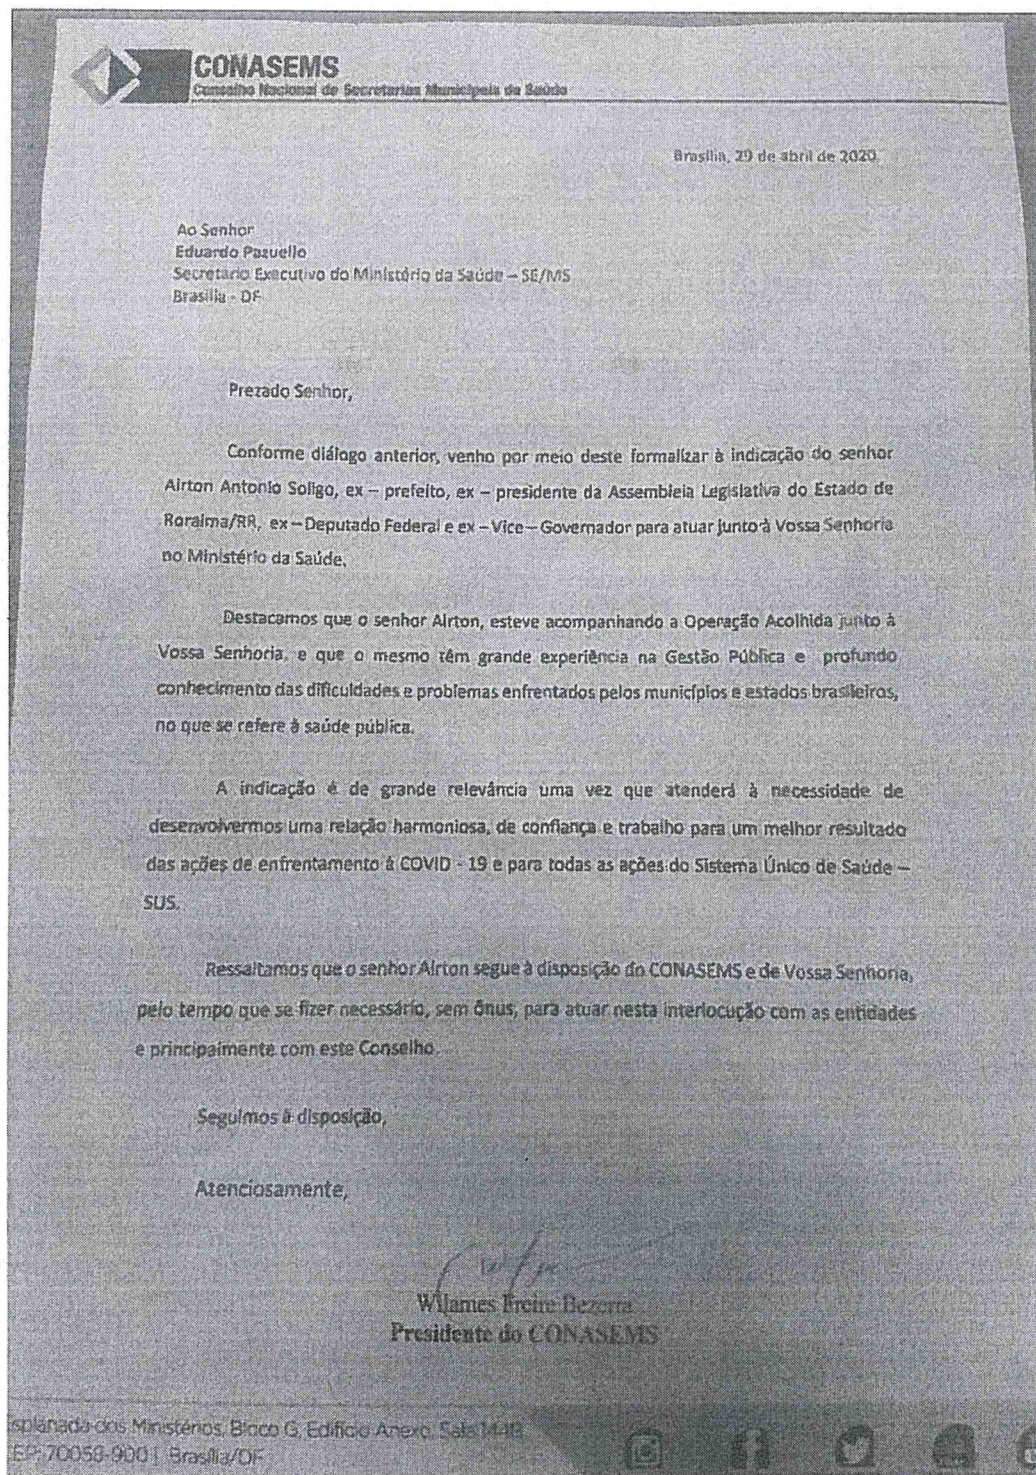 CONASEMS
Conselho Nacional de Secretarias Municipais de Saúde
Brasília, 29 de abril de 2020.
Ao Senhor
Eduardo Pazuello
Secretário Executivo do Ministério da Saúde – SE/MS
Brasília - DF
Prezado Senhor,
Conforme diálogo anterior, venho por meio deste formalizar à indicação do senhor
Airton Antonio Soligo, ex – prefeito, ex – presidente da Assembleia Legislativa do Estado de
Roraima/RR, ex – Deputado Federal e ex – Vice – Governador para atuar junto à Vossa Senhoria
no Ministério da Saúde.
Destacamos que o senhor Airton, esteve acompanhando a Operação Acolhida junto à
Vossa Senhoria, e que o mesmo têm grande experiência na Gestão Pública e profundo
conhecimento das dificuldades e problemas enfrentados pelos municípios e estados brasileiros,
no que se refere à saúde pública.
A indicação é de grande relevância uma vez que atenderá à necessidade de
desenvolvermos uma relação harmoniosa, de confiança e trabalho para um melhor resultado
das ações de enfrentamento à COVID - 19 e para todas as ações do Sistema Único de Saúde –
SUS.
Ressaltamos que o senhor Airton segue à disposição do CONASEMS e de Vossa Senhoria,
pelo tempo que se fizer necessário, sem ônus, para atuar nesta interlocução com as entidades
e principalmente com este Conselho.
Seguimos à disposição,
Atenciosamente,
Wilames Freire Bezerra
Presidente do CONASEMS
splanada dos Ministérios, Bloco G, Edifício Anexo, Sala 144B
EP: 70058-900 | Brasília/DF